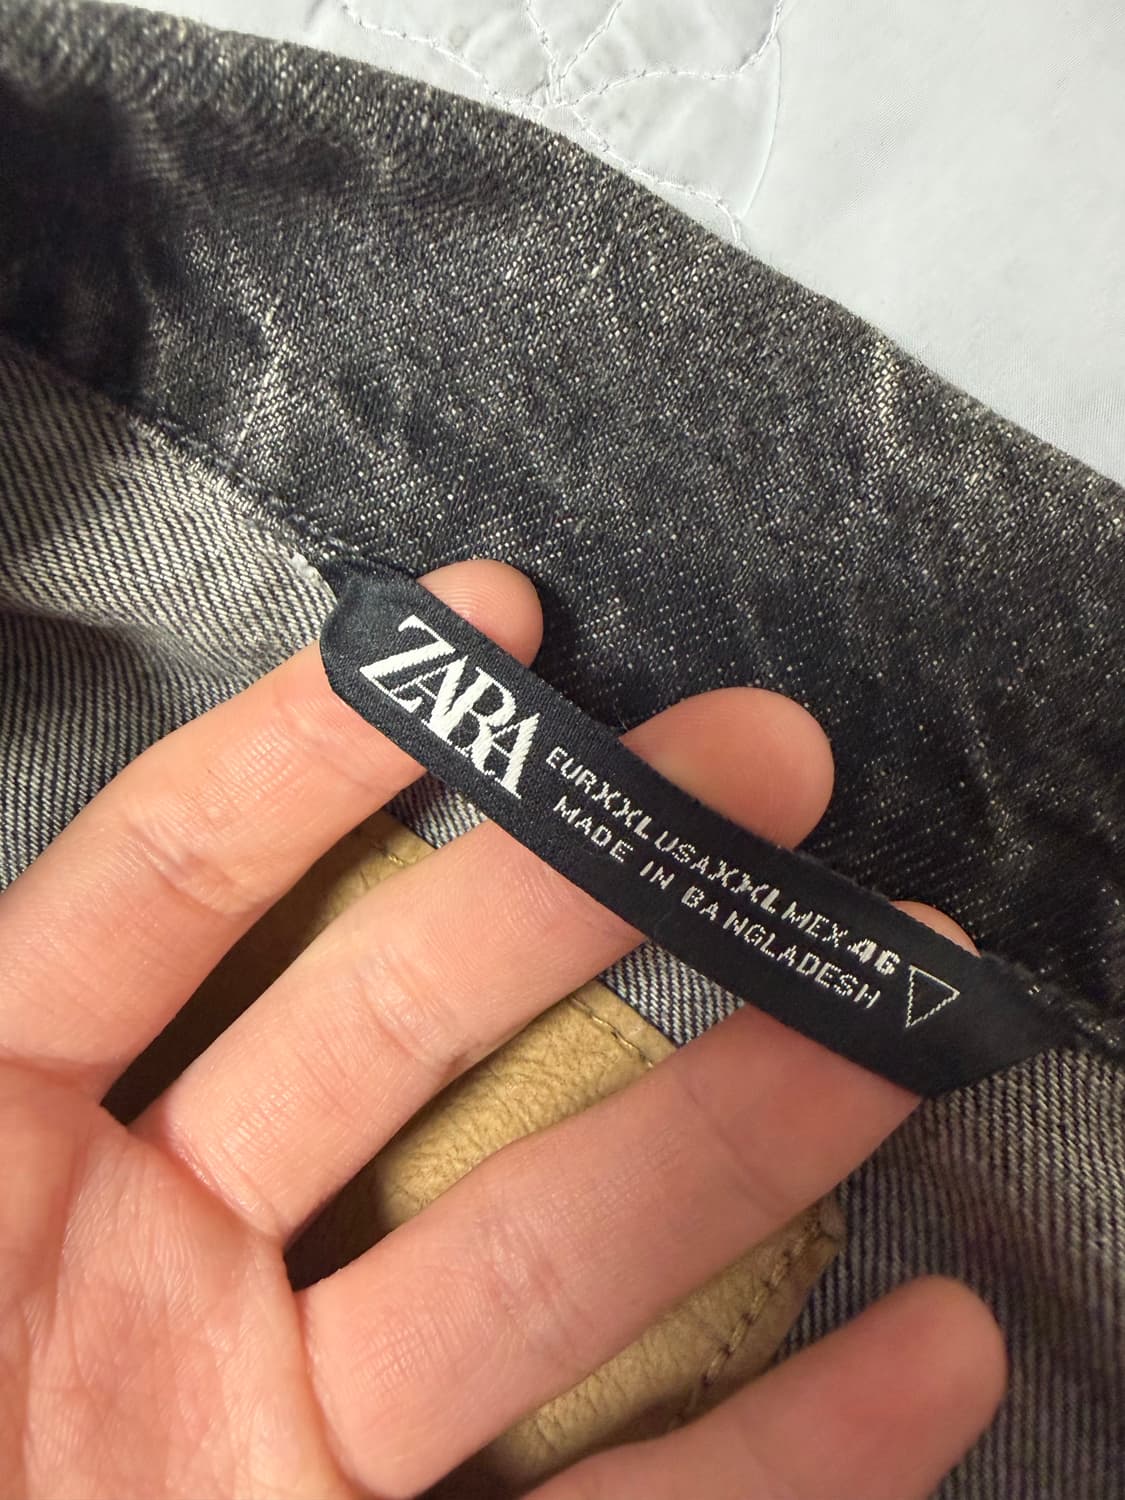 ZARA
EUR XXL USA XXL MEX 46
MADE IN BANGLADESH